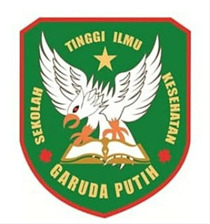 SEKOLAH
TINGGI ILMU
KESEHATAN
GARUDA PUTIH